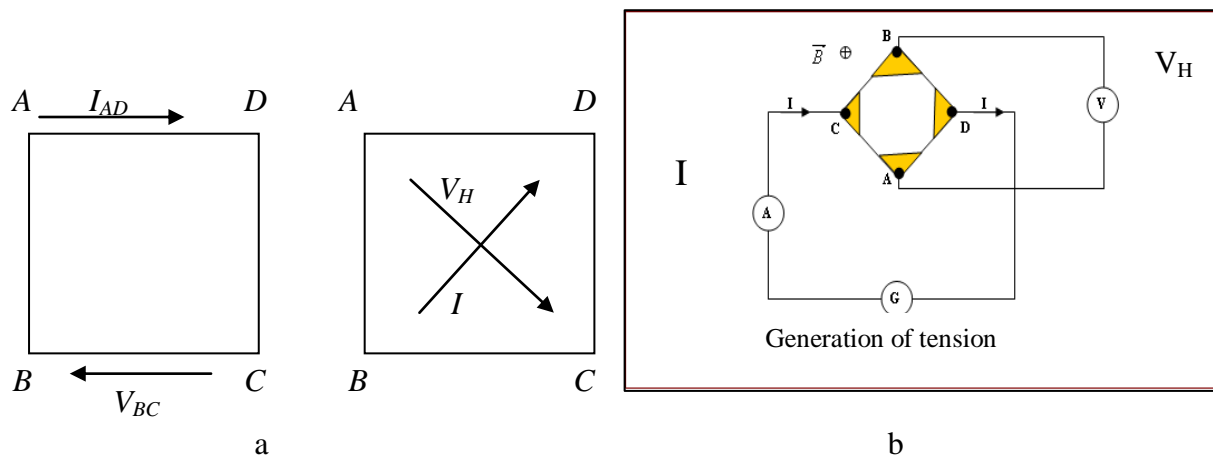 A I_AD D
B V_BC C
A D
V_H
I
B C
a
B
B⃗ ⊕
V_H
I I
C D
V
A
I
A
G
Generation of tension
b